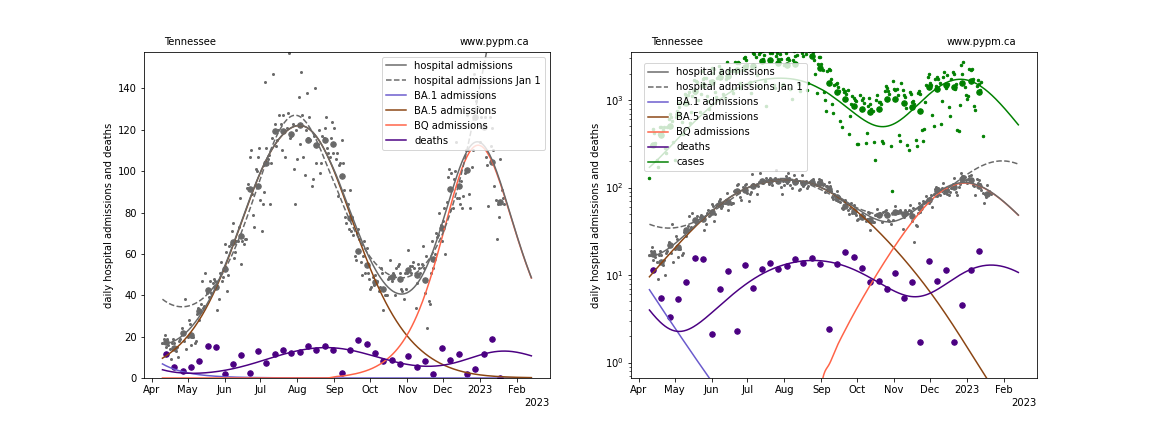 Tennessee
www.pypm.ca
daily hospital admissions and deaths
140
120
100
80
60
40
20
0
hospital admissions
hospital admissions Jan 1
BA.1 admissions
BA.5 admissions
BQ admissions
deaths
Apr May Jun Jul Aug Sep Oct Nov Dec 2023 Feb
2023
Tennessee
www.pypm.ca
daily hospital admissions and deaths
10³
10²
10¹
10⁰
hospital admissions
hospital admissions Jan 1
BA.1 admissions
BA.5 admissions
BQ admissions
deaths
cases
Apr May Jun Jul Aug Sep Oct Nov Dec 2023 Feb
2023